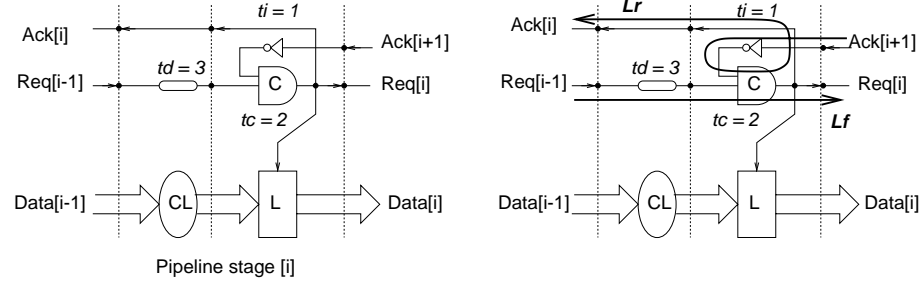 ti = 1
Ack[i]
Ack[i+1]
Req[i-1]
td = 3
C
Req[i]
tc = 2
Data[i-1]
CL
L
Data[i]
Pipeline stage [i]
Lr
ti = 1
Ack[i]
Ack[i+1]
Req[i-1]
td = 3
C
Req[i]
tc = 2
Lf
Data[i-1]
CL
L
Data[i]